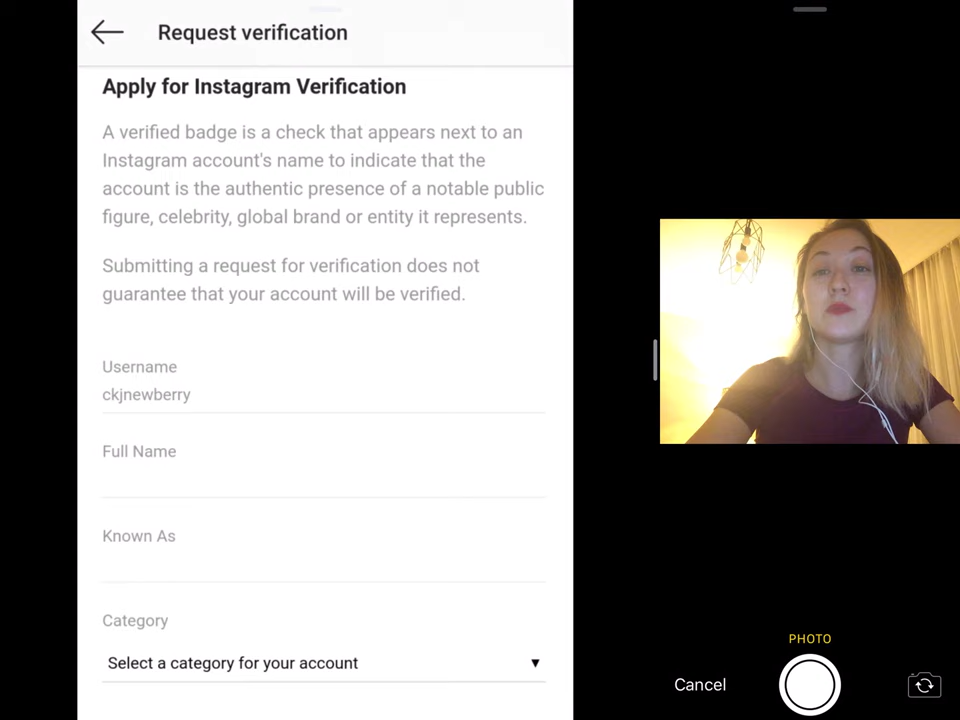 Request verification
Apply for Instagram Verification
A verified badge is a check that appears next to an
Instagram account's name to indicate that the
account is the authentic presence of a notable public
figure, celebrity, global brand or entity it represents.
Submitting a request for verification does not
guarantee that your account will be verified.
Username
ckjnewberry
Full Name
Known As
Category
Select a category for your account
PHOTO
Cancel